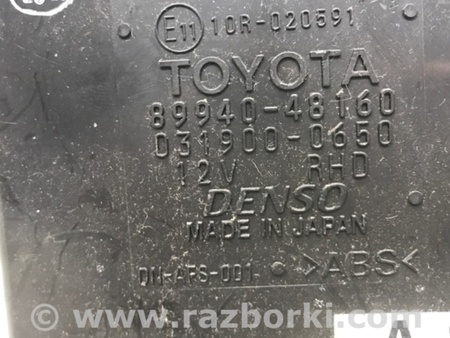 E11 10R-020591
TOYOTA
89940-48160
031900-0650
12V RHD
DENSO
MADE IN JAPAN
DN-AFS-001 >ABS<
www.razborki.com